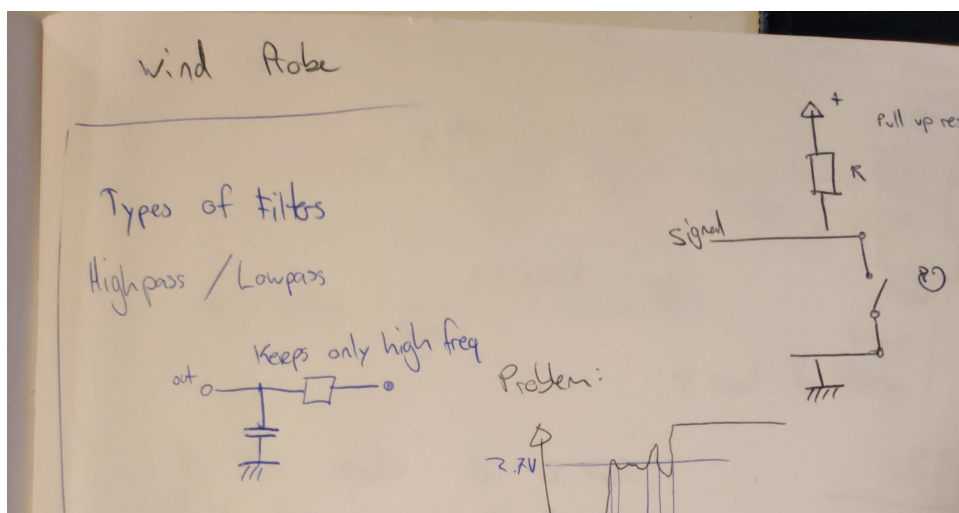 Wind Probe
Types of Filters
Highpass / Lowpass
Keeps only high freq
out
+
Pull up res
R
Signal
Problem:
2.7V